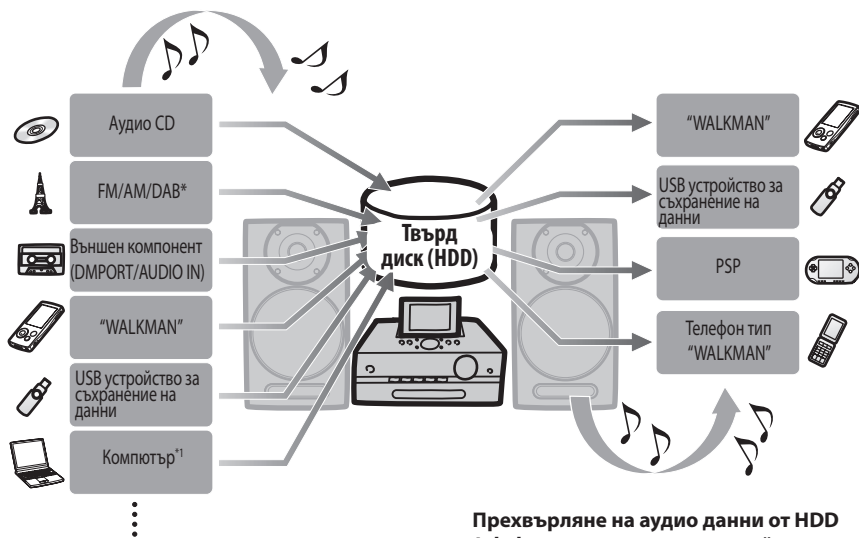 Аудио CD
FM/AM/DAB*
Външен компонент
(DMPORT/AUDIO IN)
"WALKMAN"
USB устройство за
съхранение на
данни
Компютър*1
Твърд
диск (HDD)
"WALKMAN"
USB устройство за
съхранение на
данни
PSP
Телефон тип
"WALKMAN"
Прехвърляне на аудио данни от HDD